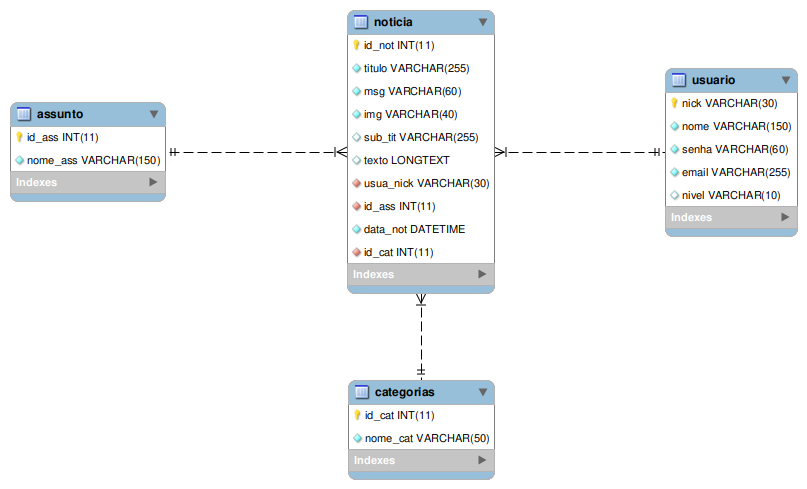 noticia
id_not INT(11)
titulo VARCHAR(255)
msg VARCHAR(60)
img VARCHAR(40)
sub_tit VARCHAR(255)
texto LONGTEXT
usua_nick VARCHAR(30)
id_ass INT(11)
data_not DATETIME
id_cat INT(11)
Indexes
assunto
id_ass INT(11)
nome_ass VARCHAR(150)
Indexes
usuario
nick VARCHAR(30)
nome VARCHAR(150)
senha VARCHAR(60)
email VARCHAR(255)
nivel VARCHAR(10)
Indexes
categorias
id_cat INT(11)
nome_cat VARCHAR(50)
Indexes